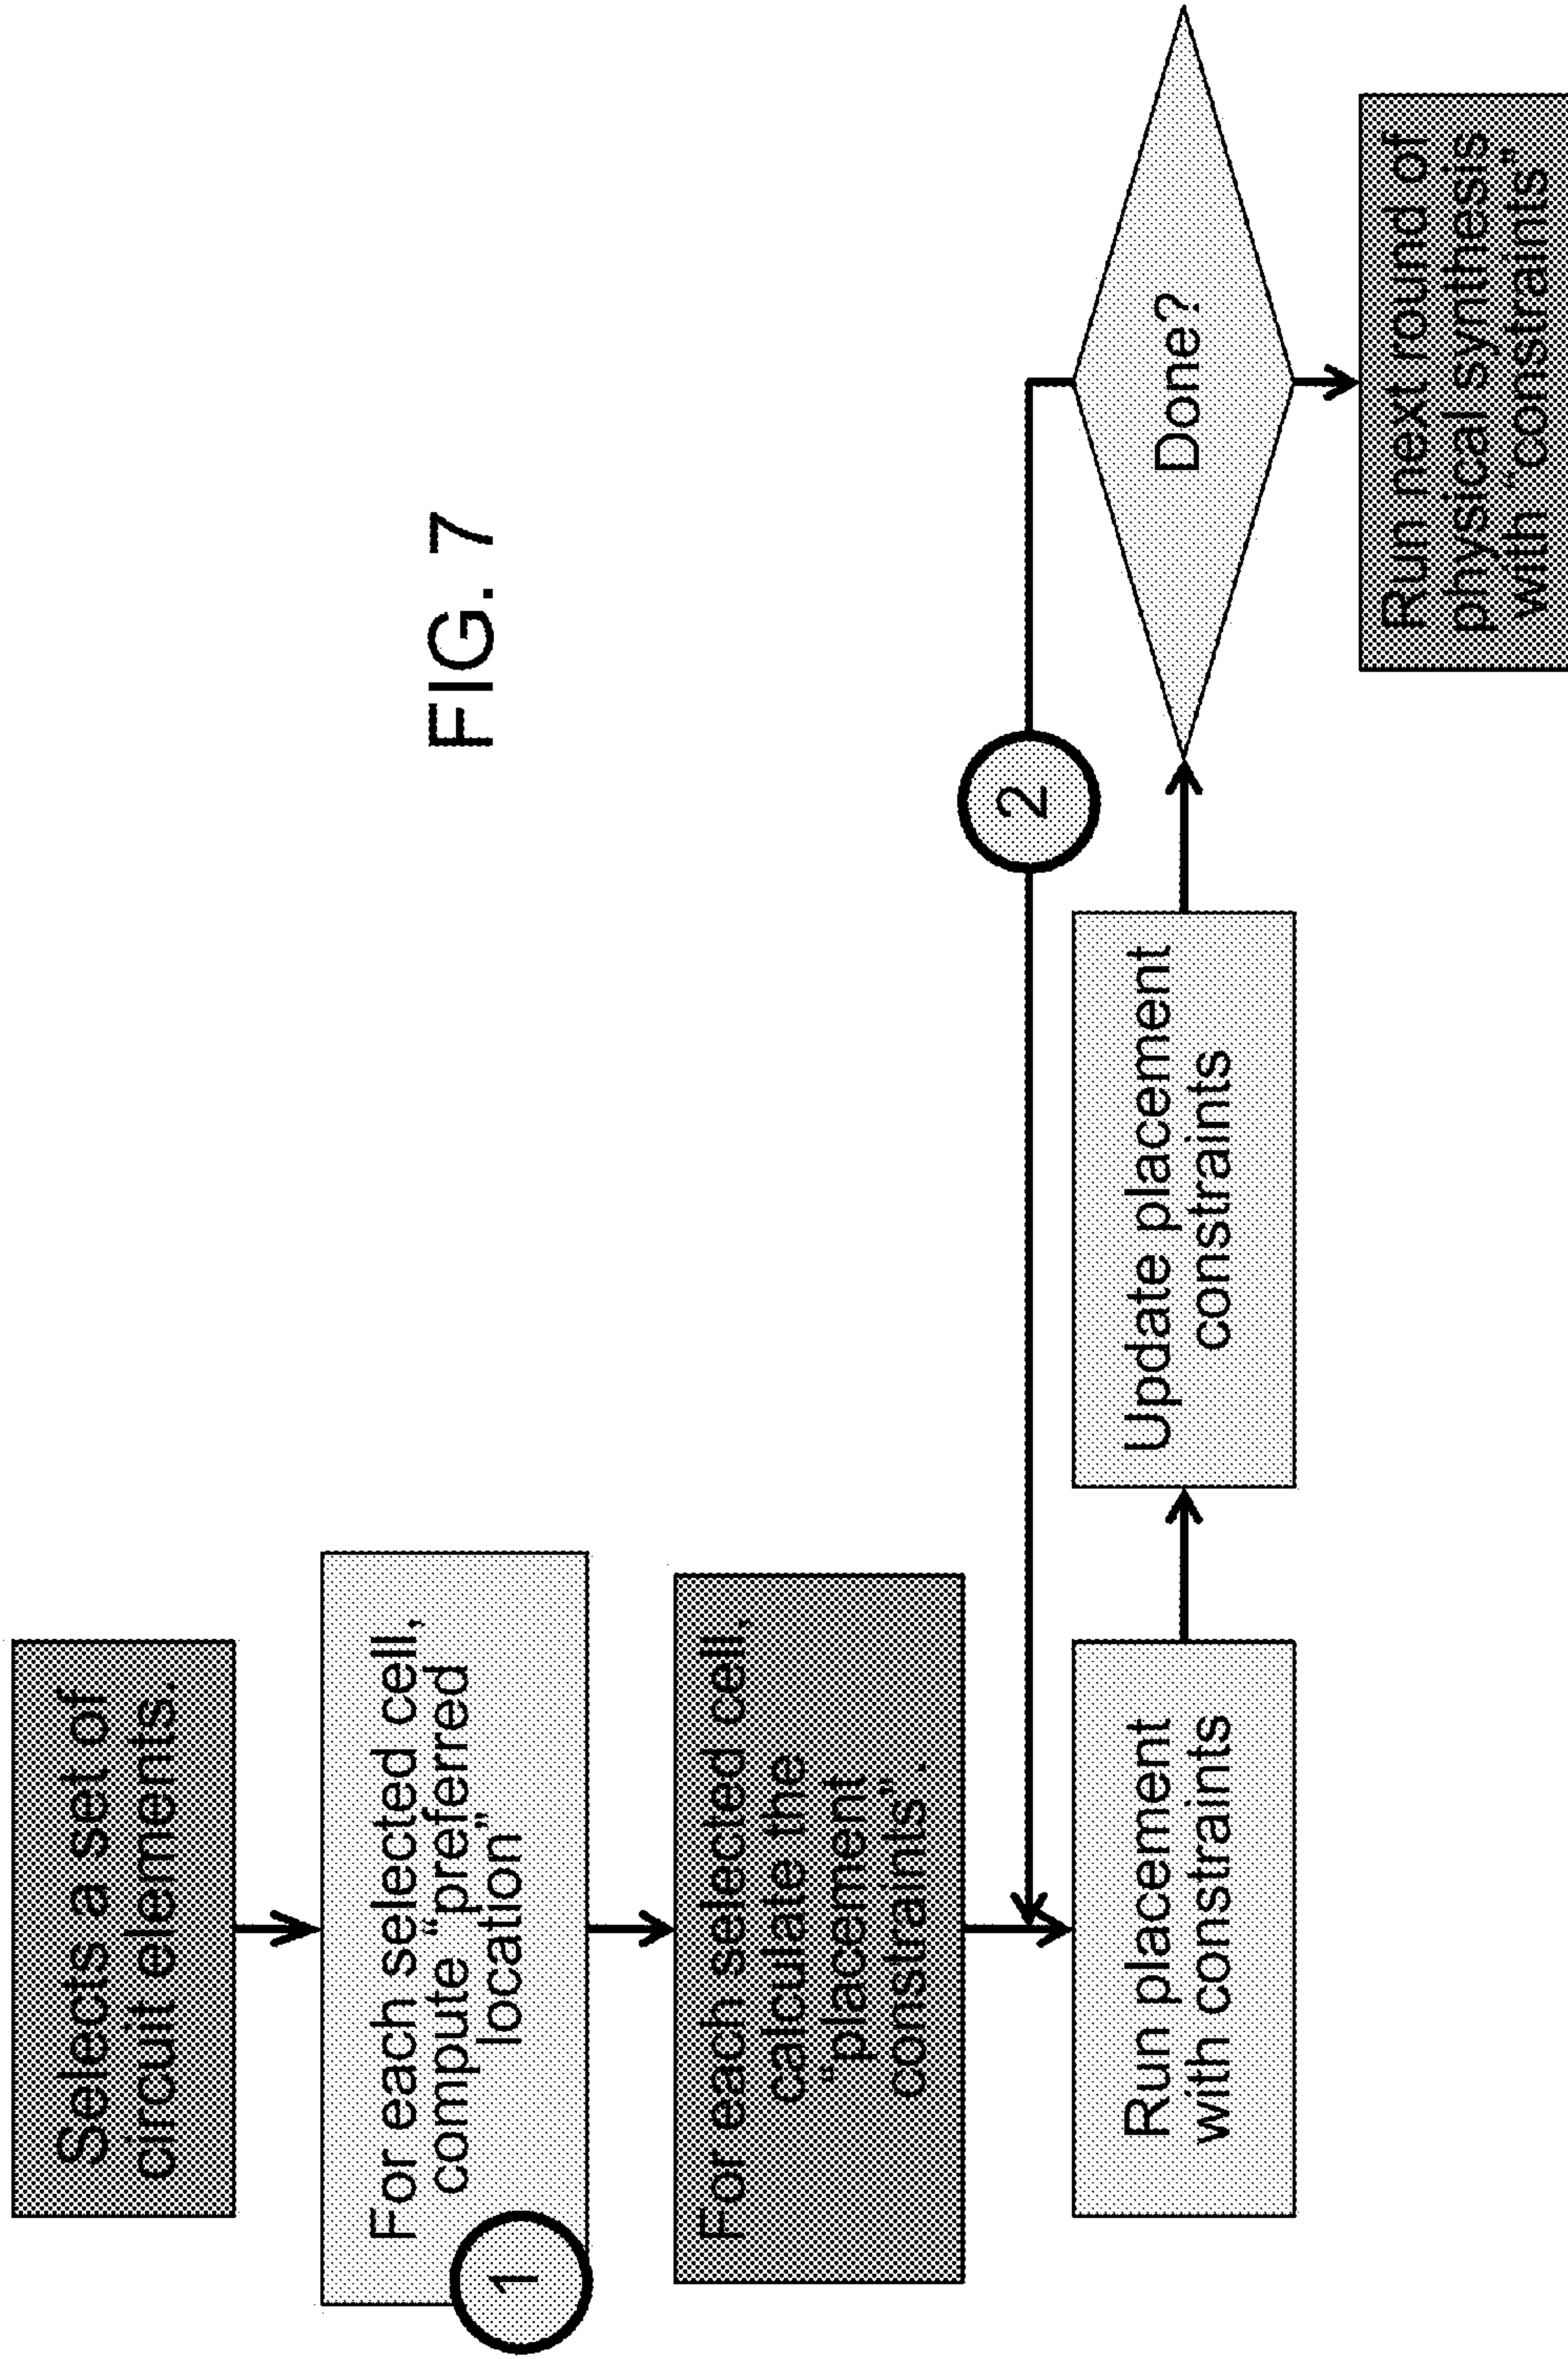 FIG. 7
Selects a set of
circuit elements.
For each selected cell,
compute “preferred
location”
1
For each selected cell,
calculate the
“placement
constraints”.
Run placement
with constraints
Update placement
constraints
2
Done?
Run next round of
physical synthesis
with “constraints”